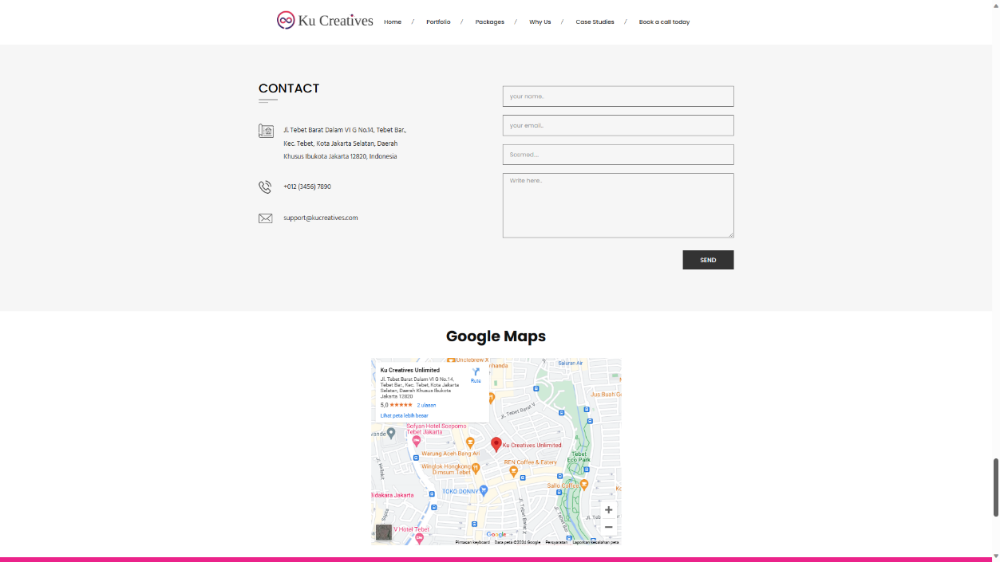 Ku Creatives
Home / Portfolio / Packages / Why Us / Case Studies / Book a call today
CONTACT
Jl. Tebet Barat Dalam VI G No.14, Tebet Bar.,
Kec. Tebet, Kota Jakarta Selatan, Daerah
Khusus Ibukota Jakarta 12820, Indonesia
+012 (3456) 7890
support@kucreatives.com
your name..
your email..
Sosmed....
Write here..
SEND
Google Maps
Ku Creatives Unlimited
Jl. Tebet Barat Dalam VI G No.14,
Tebet Bar., Kec. Tebet, Kota Jakarta
Selatan, Daerah Khusus Ibukota
Jakarta 12820
5,0
2 ulasan
Lihat peta lebih besar
Rute
Unclebrew X
Saluran Air
Jus Buah
Jl. Tebet Barat V
Sofyan Hotel Soepomo
Tebet Jakarta
Ku Creatives Unlimited
Warung Aceh Bang Ari
Tebet
Eco Park
REN Coffee & Eatery
Wingtok Hongkong
Dimsum Tebet
Sallo Coffee
TOKO DONNY
Bidakara Jakarta
Jl. Tebet Barat X
V Hotel Tebet
Google
Pintasan keyboard
Data peta ©2024 Google
Persyaratan
Laporkan kesalahan peta